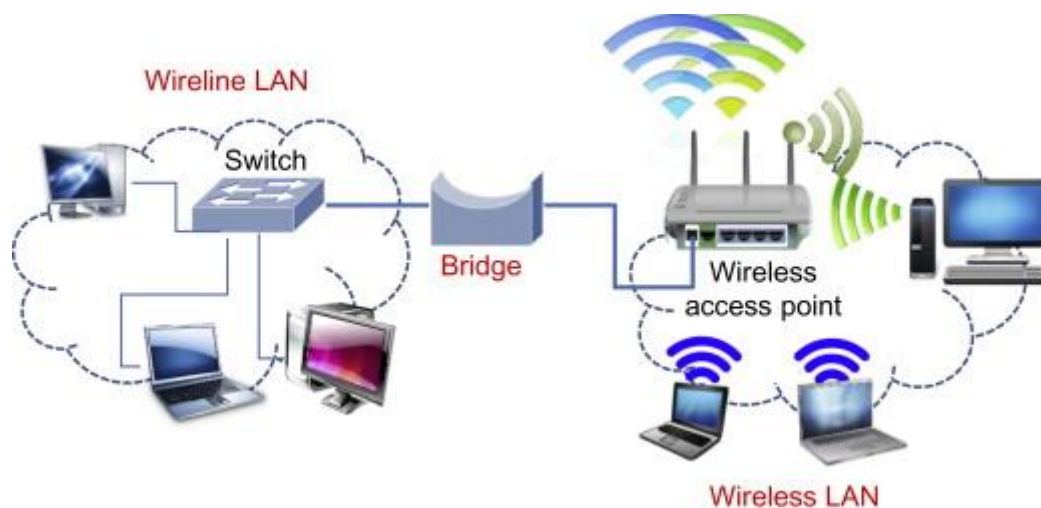 Wireline LAN
Switch
Bridge
Wireless
access point
Wireless LAN